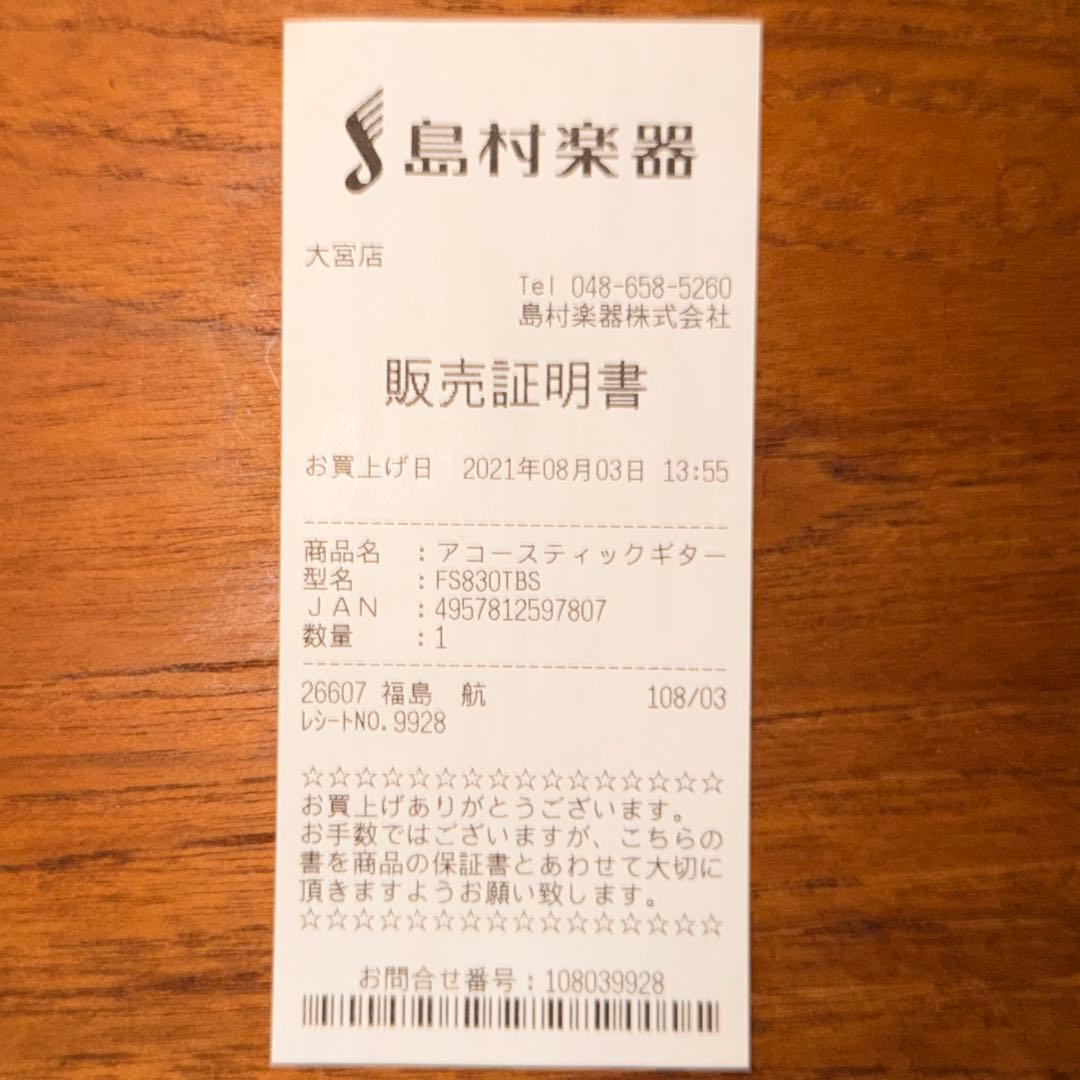 島村楽器
大宮店
Tel 048-658-5260
島村楽器株式会社
販売証明書
お買上げ日 2021年08月03日 13:55
商品名 :アコースティックギター
型名 :FS830TBS
JAN :4957812597807
数量 :1
26607 福島 航 108/03
ﾚｼｰﾄNO.9928
☆☆☆☆☆☆☆☆☆☆☆☆☆☆☆☆
お買上げありがとうございます。
お手数ではございますが、こちらの
書を商品の保証書とあわせて大切に
頂きますようお願い致します。
☆☆☆☆☆☆☆☆☆☆☆☆☆☆☆☆
お問合せ番号:108039928